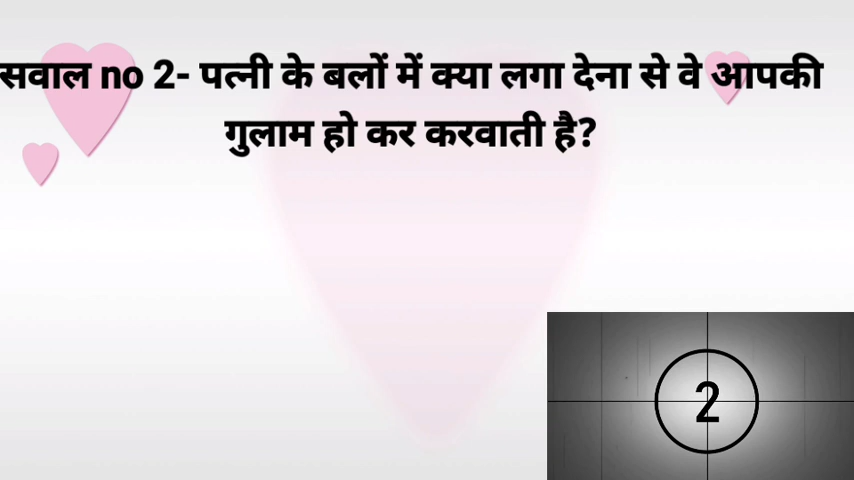 सवाल no 2- पत्नी के बलों में क्या लगा देना से वे आपकी
गुलाम हो कर करवाती है?
2